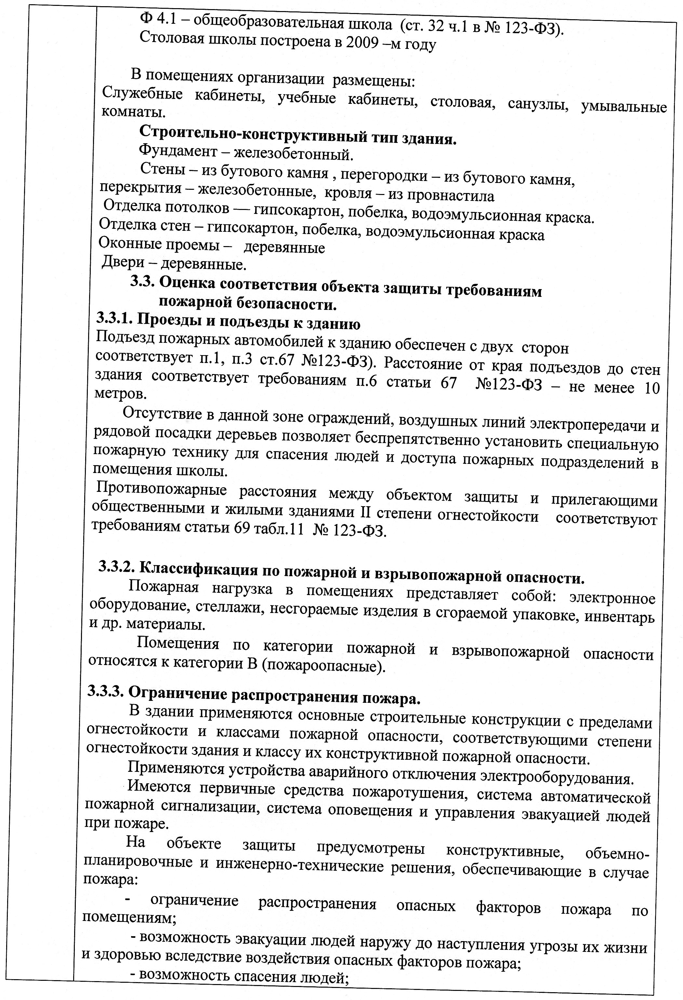 Ф 4.1 – общеобразовательная школа (ст. 32 ч.1 в № 123-ФЗ).
Столовая школы построена в 2009 –м году
В помещениях организации размещены:
Служебные кабинеты, учебные кабинеты, столовая, санузлы, умывальные
комнаты.
Строительно-конструктивный тип здания.
Фундамент – железобетонный.
Стены – из бутового камня , перегородки – из бутового камня,
перекрытия – железобетонные, кровля – из провнастила
Отделка потолков — гипсокартон, побелка, водоэмульсионная краска.
Отделка стен – гипсокартон, побелка, водоэмульсионная краска
Оконные проемы – деревянные
Двери – деревянные.
3.3. Оценка соответствия объекта защиты требованиям
пожарной безопасности.
3.3.1. Проезды и подъезды к зданию
Подъезд пожарных автомобилей к зданию обеспечен с двух сторон
соответствует п.1, п.3 ст.67 №123-ФЗ). Расстояние от края подъездов до стен
здания соответствует требованиям п.6 статьи 67 №123-ФЗ – не менее 10
метров.
Отсутствие в данной зоне ограждений, воздушных линий электропередачи и
рядовой посадки деревьев позволяет беспрепятственно установить специальную
пожарную технику для спасения людей и доступа пожарных подразделений в
помещения школы.
Противопожарные расстояния между объектом защиты и прилегающими
общественными и жилыми зданиями II степени огнестойкости соответствуют
требованиям статьи 69 табл.11 № 123-ФЗ.
3.3.2. Классификация по пожарной и взрывопожарной опасности.
Пожарная нагрузка в помещениях представляет собой: электронное
оборудование, стеллажи, несгораемые изделия в сгораемой упаковке, инвентарь
и др. материалы.
Помещения по категории пожарной и взрывопожарной опасности
относятся к категории В (пожароопасные).
3.3.3. Ограничение распространения пожара.
В здании применяются основные строительные конструкции с пределами
огнестойкости и классами пожарной опасности, соответствующими степени
огнестойкости здания и классу их конструктивной пожарной опасности.
Применяются устройства аварийного отключения электрооборудования.
Имеются первичные средства пожаротушения, система автоматической
пожарной сигнализации, система оповещения и управления эвакуацией людей
при пожаре.
На объекте защиты предусмотрены конструктивные, объемно-
планировочные и инженерно-технические решения, обеспечивающие в случае
пожара:
- ограничение распространения опасных факторов пожара по
помещениям;
- возможность эвакуации людей наружу до наступления угрозы их жизни
и здоровью вследствие воздействия опасных факторов пожара;
- возможность спасения людей;